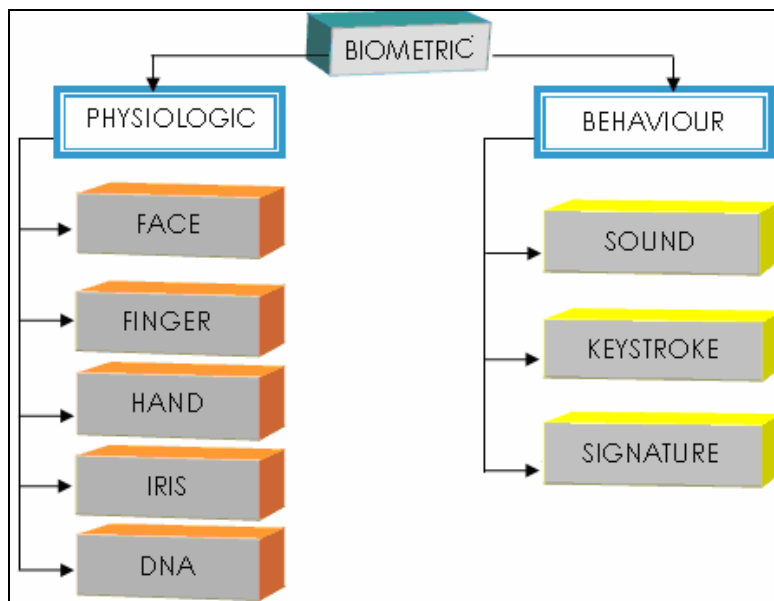 BIOMETRIC
PHYSIOLOGIC
FACE
FINGER
HAND
IRIS
DNA
BEHAVIOUR
SOUND
KEYSTROKE
SIGNATURE